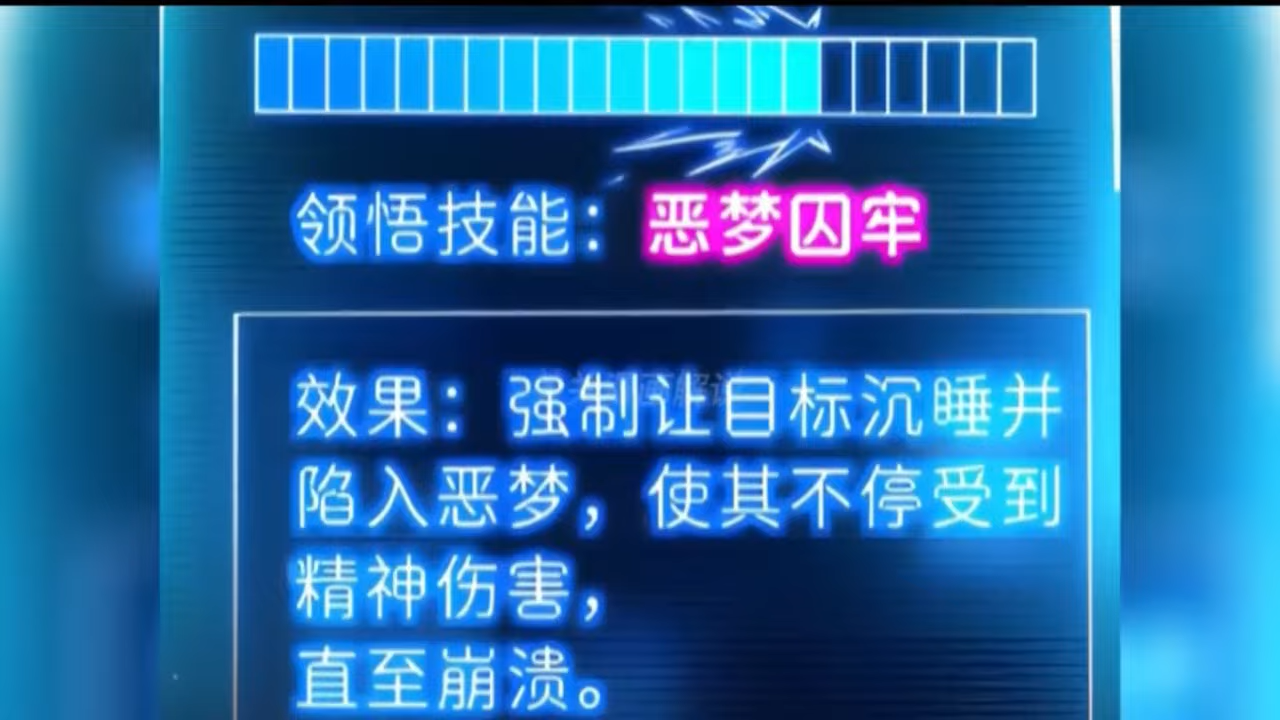 领悟技能：恶梦囚牢
效果：强制让目标沉睡并
陷入恶梦，使其不停受到
精神伤害，
直至崩溃。